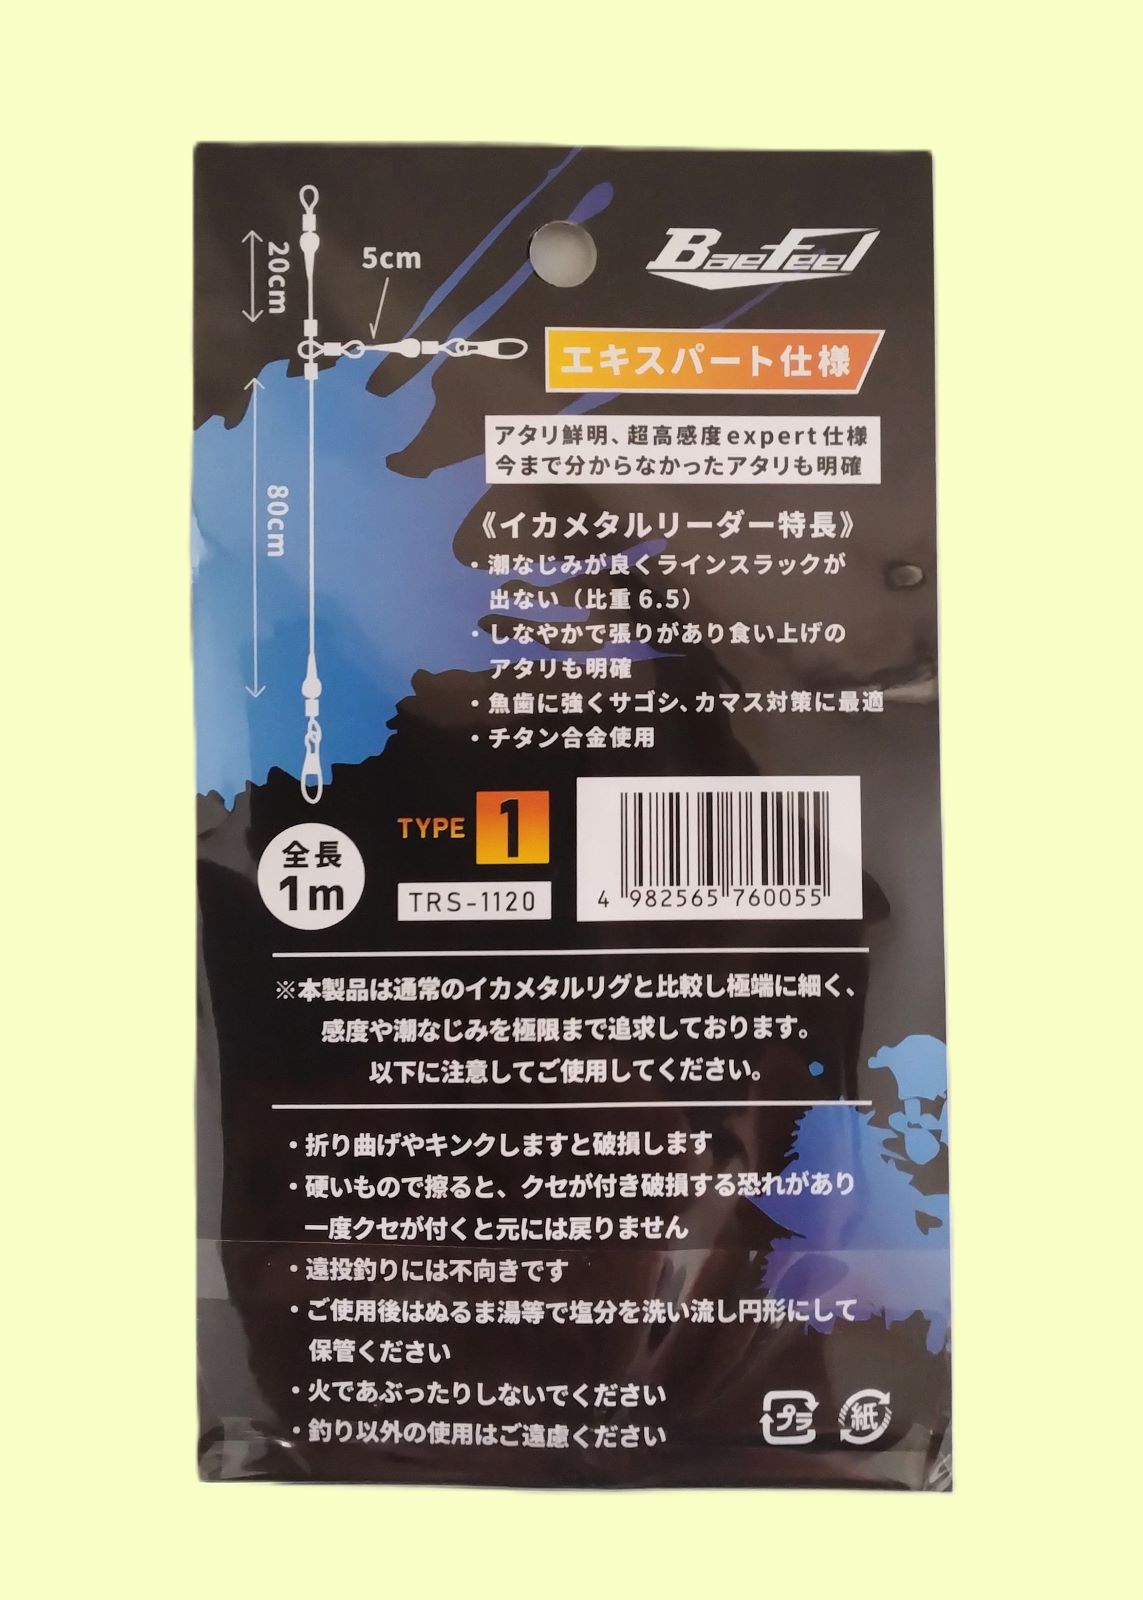 BaeFeel
20cm
5cm
80cm
エキスパート仕様
アタリ鮮明、超高感度expert仕様
今まで分からなかったアタリも明確
《イカメタルリーダー特長》
・潮なじみが良くラインスラックが
出ない（比重6.5）
・しなやかで張りがあり食い上げの
アタリも明確
・魚歯に強くサゴシ、カマス対策に最適
・チタン合金使用
全長
1m
TYPE 1
TRS-1120
4 982565 760055
※本製品は通常のイカメタルリグと比較し極端に細く、
感度や潮なじみを極限まで追求しております。
以下に注意してご使用してください。
・折り曲げやキンクしますと破損します
・硬いもので擦ると、クセが付き破損する恐れがあり
一度クセが付くと元には戻りません
・遠投釣りには不向きです
・ご使用後はぬるま湯等で塩分を洗い流し円形にして
保管ください
・火であぶったりしないでください
・釣り以外の使用はご遠慮ください
プラ
紙